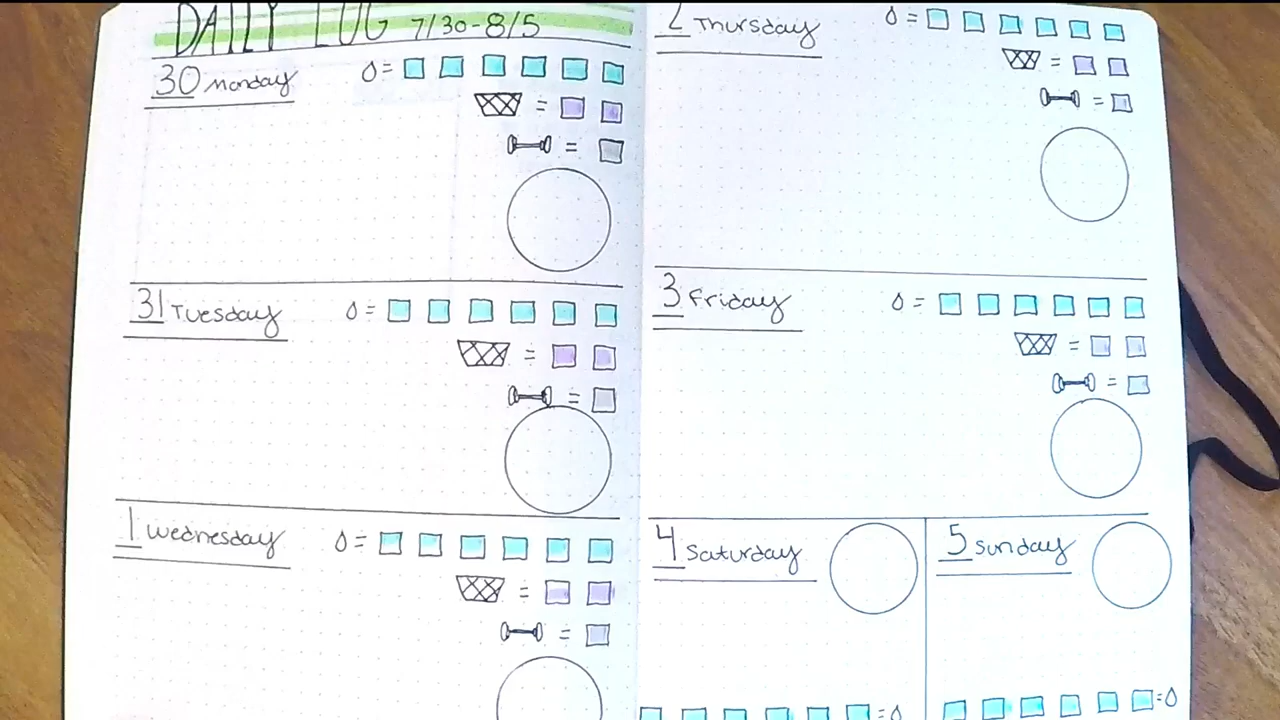 DAILY LOG 7/30-8/5
30 Monday
=
=
=
31 Tuesday
=
=
=
1 Wednesday
=
=
=
2 Thursday
=
=
=
3 Friday
=
=
=
4 Saturday
=
5 Sunday
=